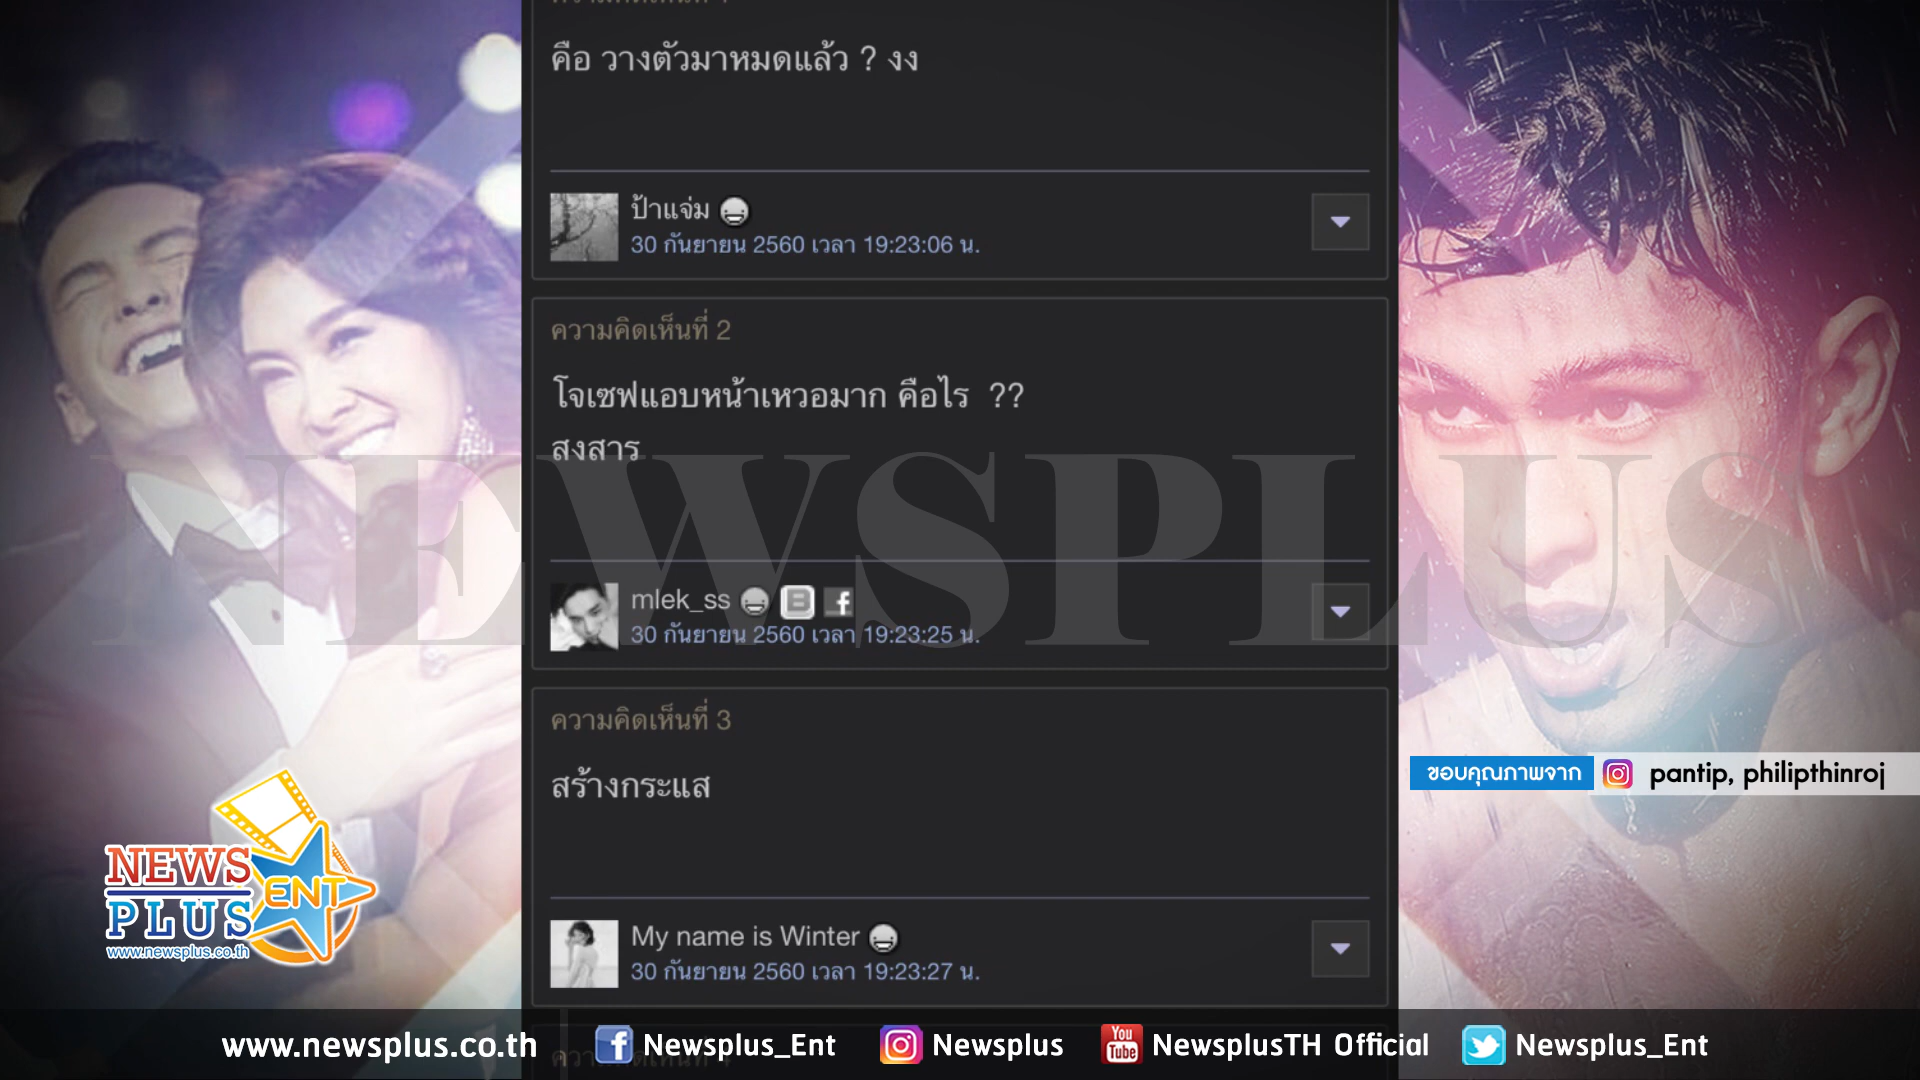 คือ วางตัวมาหมดแล้ว ? งง
ป้าแจ่ม
30 กันยายน 2560 เวลา 19:23:06 น.
ความคิดเห็นที่ 2
โจเซฟแอบหน้าเหวอมาก คือไร ??
สงสาร
NEWSPLUS
mlek_ss
30 กันยายน 2560 เวลา 19:23:25 น.
ความคิดเห็นที่ 3
สร้างกระแส
ขอบคุณภาพจาก pantip, philipthinroj
My name is Winter
30 กันยายน 2560 เวลา 19:23:27 น.
NEWS
PLUS
ENT
www.newsplus.co.th
www.newsplus.co.th Newsplus_Ent Newsplus You Tube NewsplusTH Official Newsplus_Ent